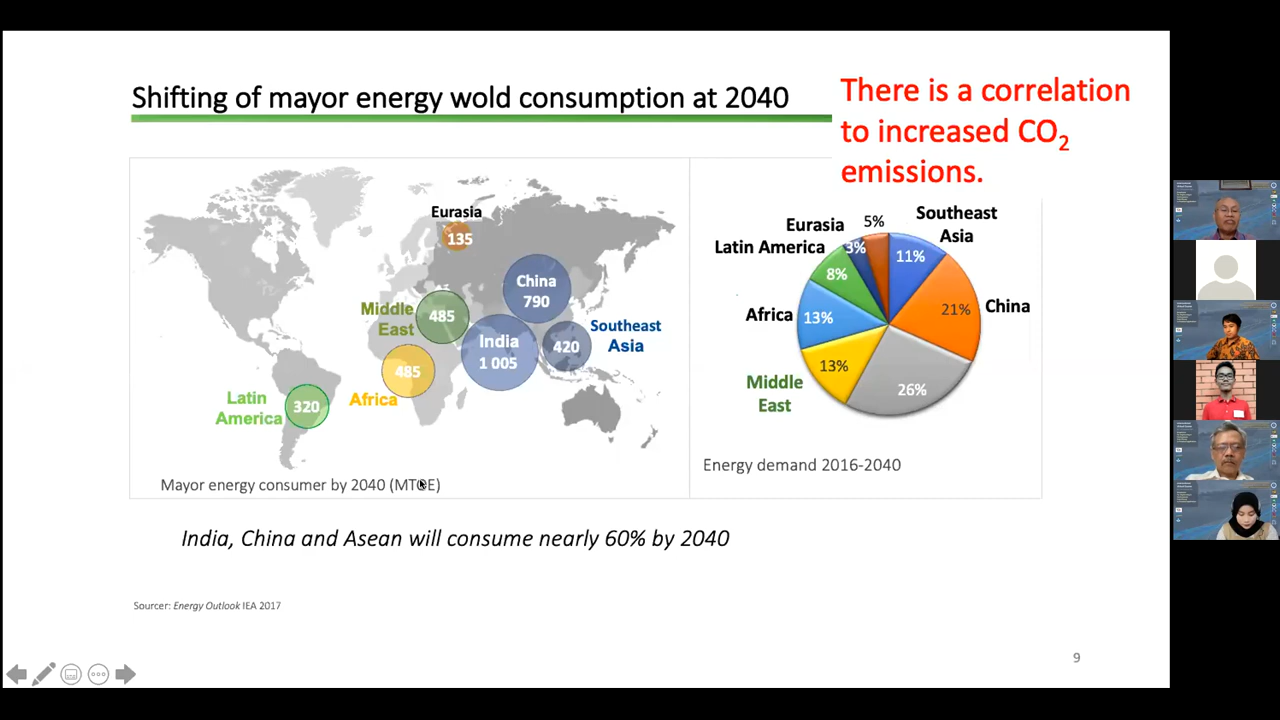 Shifting of mayor energy wold consumption at 2040
There is a correlation
to increased CO2
emissions.
Eurasia
135
China
790
Middle
East
485
India
1 005
420
Southeast
Asia
485
Africa
Latin
America
320
Mayor energy consumer by 2040 (MTOE)
5%
Southeast
Asia
Eurasia
Latin America
3%
11%
8%
21%
China
Africa
13%
13%
26%
Middle
East
Energy demand 2016-2040
India, China and Asean will consume nearly 60% by 2040
Sourcer: Energy Outlook IEA 2017
9